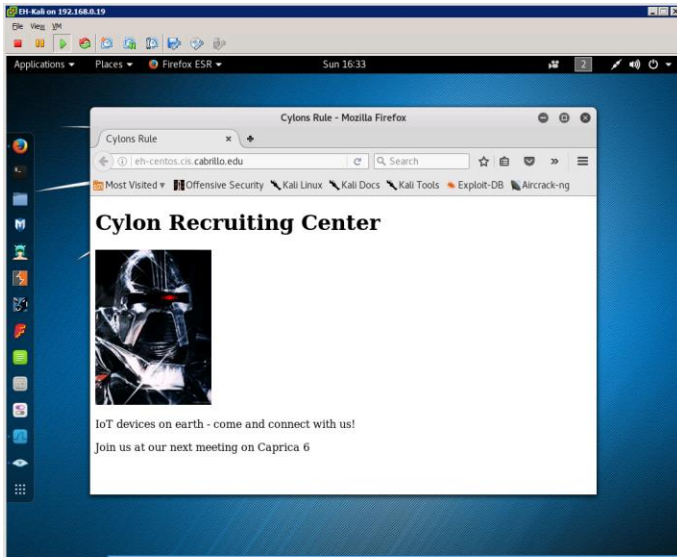 EH-Kali on 192.168.0.19
File View VM
Applications Places Firefox ESR Sun 16:33 2
Cylons Rule - Mozilla Firefox
Cylons Rule
eh-centos.cis.cabrillo.edu Search
Most Visited Offensive Security Kali Linux Kali Docs Kali Tools Exploit-DB Aircrack-ng
Cylon Recruiting Center
IoT devices on earth - come and connect with us!
Join us at our next meeting on Caprica 6